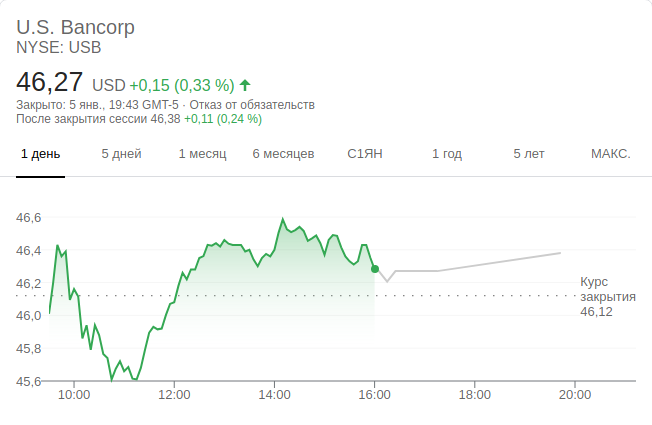 U.S. Bancorp
NYSE: USB
46,27 USD +0,15 (0,33 %)
Закрыто: 5 янв., 19:43 GMT-5 · Отказ от обязательств
После закрытия сессии 46,38 +0,11 (0,24 %)
1 день 5 дней 1 месяц 6 месяцев С1ЯН 1 год 5 лет МАКС.
46,6
46,4
46,2
46,0
45,8
45,6
Курс
закрытия
46,12
10:00 12:00 14:00 16:00 18:00 20:00